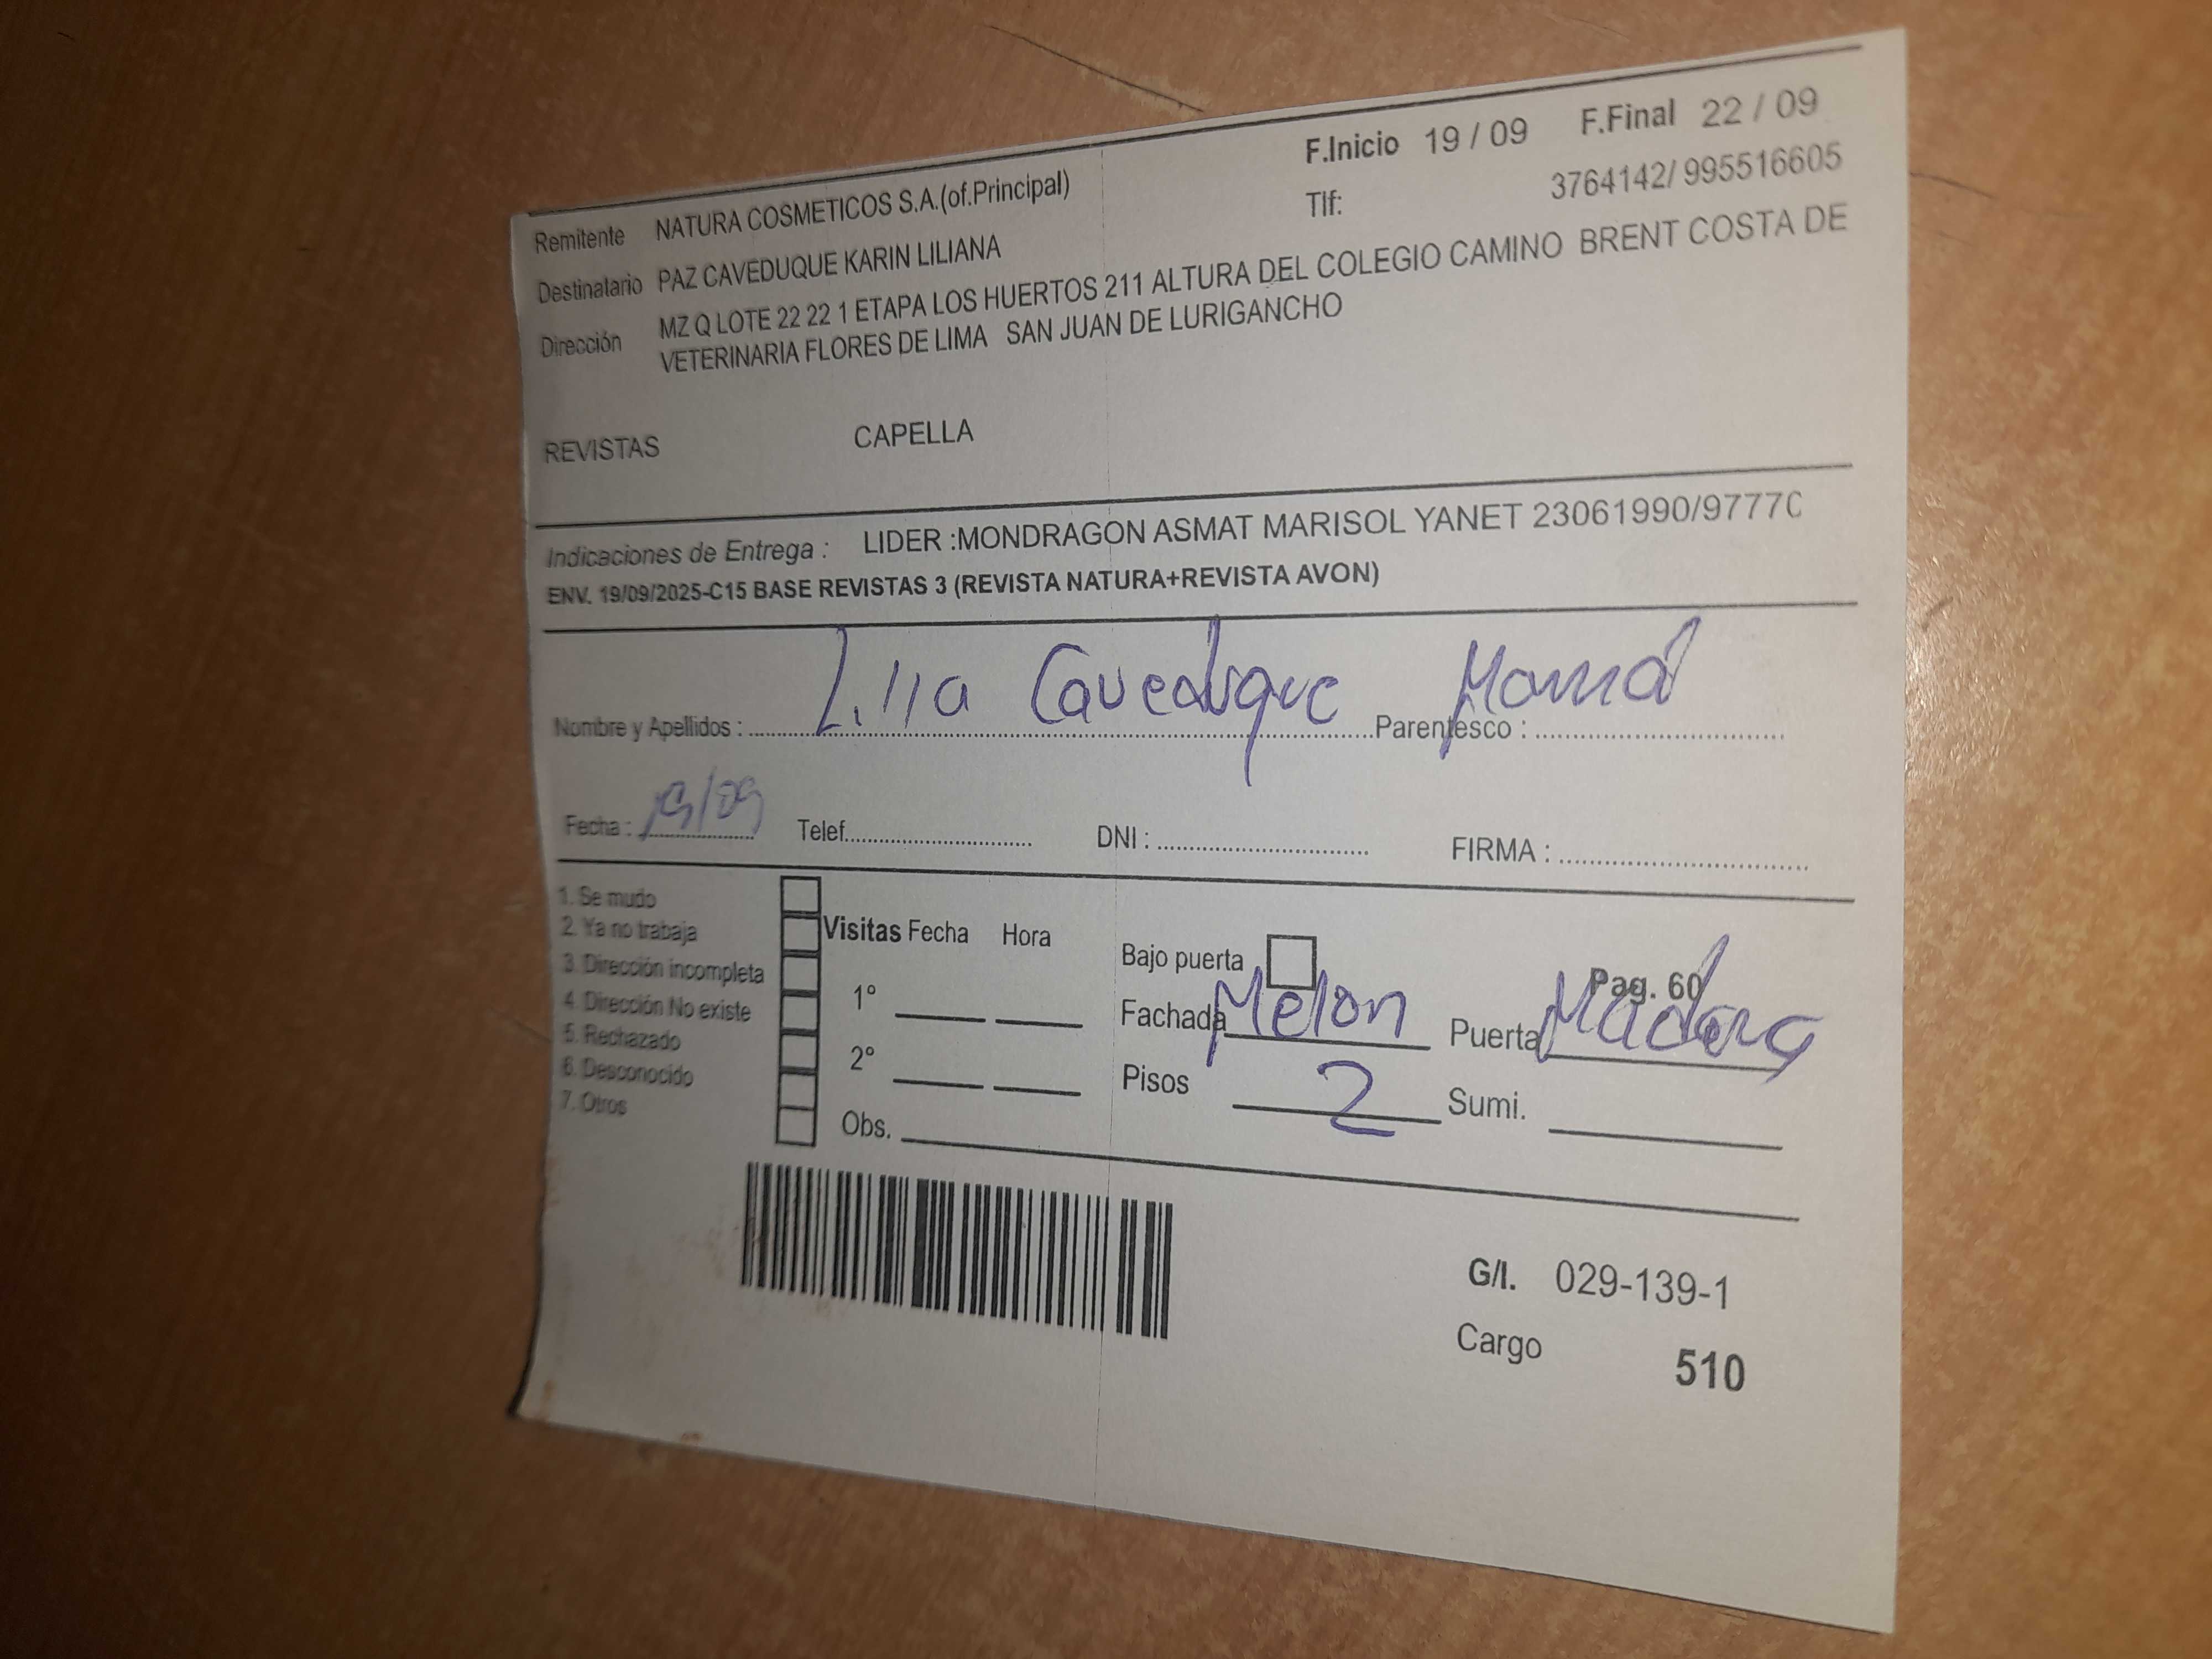 F.Inicio 19 / 09 F.Final 22 / 09
Remitente NATURA COSMETICOS S.A.(of.Principal) Tlf: 3764142/ 995516605
Destinatario PAZ CAVEDUQUE KARIN LILIANA
Dirección MZ Q LOTE 22 22 1 ETAPA LOS HUERTOS 211 ALTURA DEL COLEGIO CAMINO BRENT COSTA DE
VETERINARIA FLORES DE LIMA SAN JUAN DE LURIGANCHO
REVISTAS CAPELLA
Indicaciones de Entrega : LIDER :MONDRAGON ASMAT MARISOL YANET 23061990/9777
ENV. 19/09/2025-C15 BASE REVISTAS 3 (REVISTA NATURA+REVISTA AVON)
Nombre y Apellidos : Lilia Caveduque Parentesco : Mamá
Fecha : 19/09 Telef. DNI : FIRMA :
1. Se mudo
2. Ya no trabaja
3. Dirección incompleta
4. Dirección No existe
5. Rechazado
6. Desconocido
7. Otros
Visitas Fecha Hora
1º
2º
Obs.
Bajo puerta Pag. 60
Fachada Melon Puerta Madera
Pisos 2 Sumi.
G/I. 029-139-1
Cargo 510